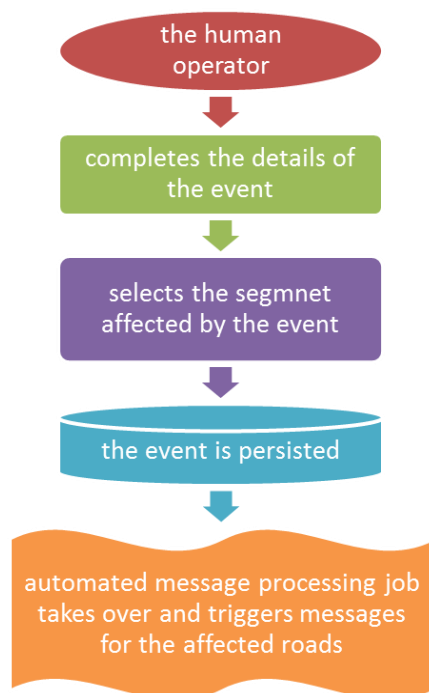 the human
operator
completes the details of
the event
selects the segmnet
affected by the event
the event is persisted
automated message processing job
takes over and triggers messages
for the affected roads